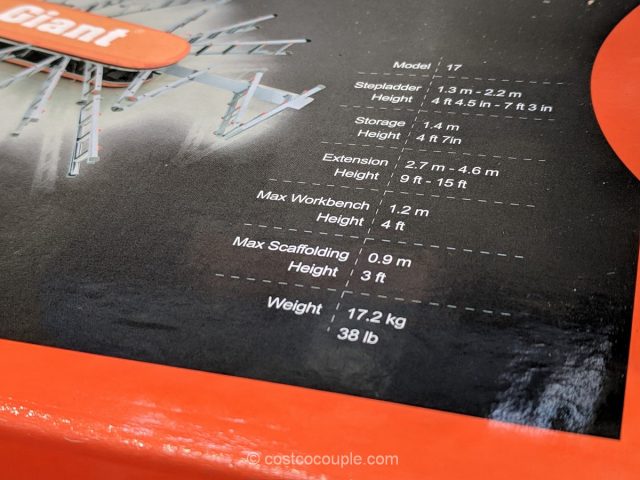 Giant
Model 17
Stepladder 1.3 m - 2.2 m
Height 4 ft 4.5 in - 7 ft 3 in
Storage 1.4 m
Height 4 ft 7in
Extension 2.7 m - 4.6 m
Height 9 ft - 15 ft
Max Workbench 1.2 m
Height 4 ft
Max Scaffolding 0.9 m
Height 3 ft
Weight 17.2 kg
38 lb
© costcocouple.com